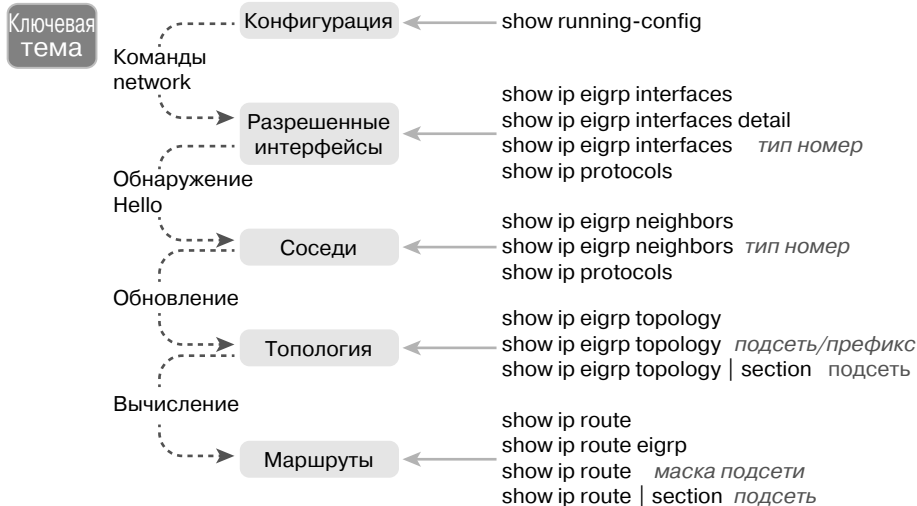 Ключевая
тема
Конфигурация
show running-config
Команды
network
Разрешенные
интерфейсы
show ip eigrp interfaces
show ip eigrp interfaces detail
show ip eigrp interfaces тип номер
show ip protocols
Обнаружение
Hello
Соседи
show ip eigrp neighbors
show ip eigrp neighbors тип номер
show ip protocols
Обновление
Топология
show ip eigrp topology
show ip eigrp topology подсеть/префикс
show ip eigrp topology | section подсеть
Вычисление
Маршруты
show ip route
show ip route eigrp
show ip route маска подсети
show ip route | section подсеть